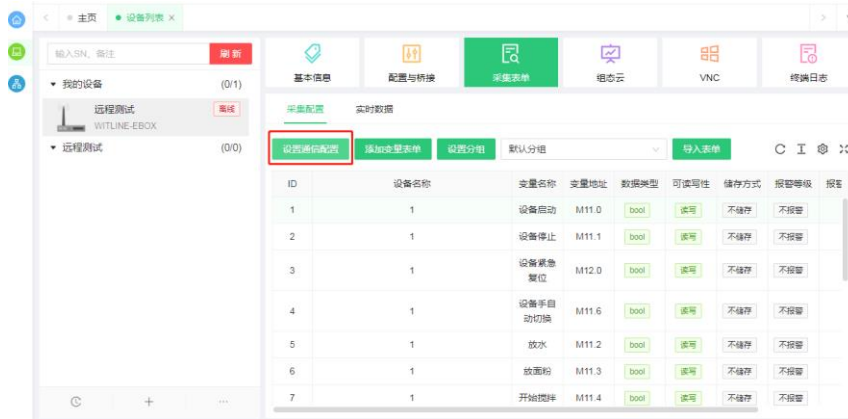 主页
设备列表 ×
输入SN、备注
刷新
我的设备 (0/1)
远程测试 离线
WITLINE-EBOX
远程测试 (0/0)
基本信息
配置与桥接
采集表单
组态云
VNC
终端日志
采集配置 实时数据
设置通信配置 添加变量表单 设置分组 默认分组 导入表单
ID 设备名称 变量名称 变量地址 数据类型 可读写性 储存方式 报警等级 报警
1 1 设备启动 M11.0 bool 读写 不储存 不报警
2 1 设备停止 M11.1 bool 读写 不储存 不报警
3 1 设备紧急
复位 M12.0 bool 读写 不储存 不报警
4 1 设备手自
动切换 M11.6 bool 读写 不储存 不报警
5 1 放水 M11.2 bool 读写 不储存 不报警
6 1 放面粉 M11.3 bool 读写 不储存 不报警
7 1 开始搅拌 M11.4 bool 读写 不储存 不报警